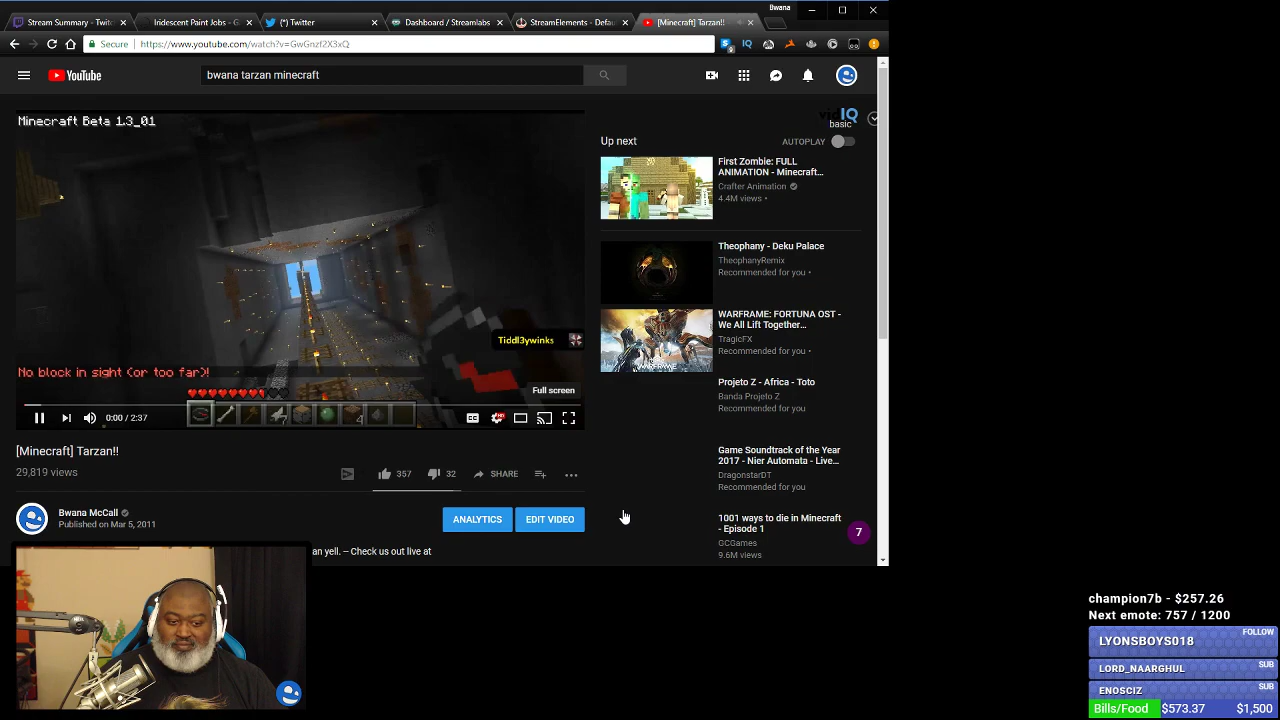 Bwana
Stream Summary - Twitc
Iridescent Paint Jobs - G
(*) Twitter
Dashboard / Streamlabs
StreamElements - Defau
[Minecraft] Tarzan!!
Secure
https://www.youtube.com/watch?v=GwGnzf2X3xQ
YouTube
bwana tarzan minecraft
vidIQ
basic
Minecraft Beta 1.3_01
Up next
AUTOPLAY
First Zombie: FULL
ANIMATION - Minecraft...
Crafter Animation
4.4M views •
Theophany - Deku Palace
TheophanyRemix
Recommended for you •
WARFRAME: FORTUNA OST -
We All Lift Together...
TragicFX
Recommended for you •
Tiddl3ywinks
No block in sight (or too far)!
Full screen
0:00 / 2:37
CC
HD
7
4
Projeto Z - Africa - Toto
Banda Projeto Z
Recommended for you •
[Minecraft] Tarzan!!
29,819 views
357
32
SHARE
Game Soundtrack of the Year
2017 - Nier Automata - Live...
DragonstarDT
Recommended for you
Bwana McCall
Published on Mar 5, 2011
ANALYTICS
EDIT VIDEO
1001 ways to die in Minecraft
- Episode 1
GCGames
9.6M views •
7
an yell. – Check us out live at
champion7b - $257.26
Next emote: 757 / 1200
FOLLOW
LYONSBOYS018
SUB
LORD_NAARGHUL
SUB
ENOSCIZ
Bills/Food
$573.37
$1,500